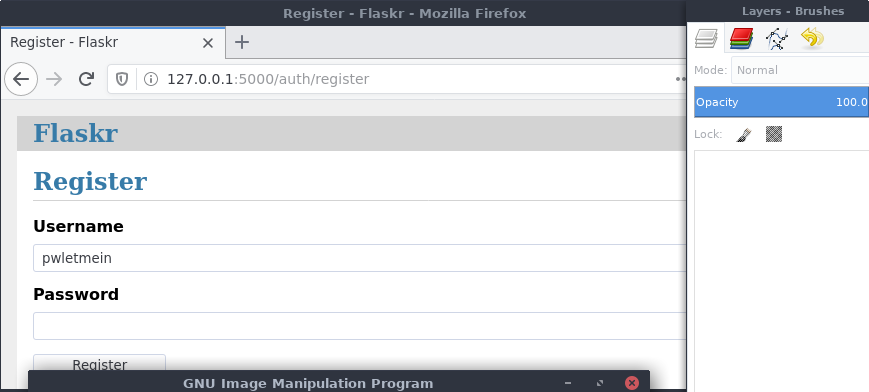 Register - Flaskr - Mozilla Firefox
Layers - Brushes
Register - Flaskr
127.0.0.1:5000/auth/register
Mode: Normal
Opacity 100.0
Lock:
Flaskr
Register
Username
pwletmein
Password
Register
GNU Image Manipulation Program